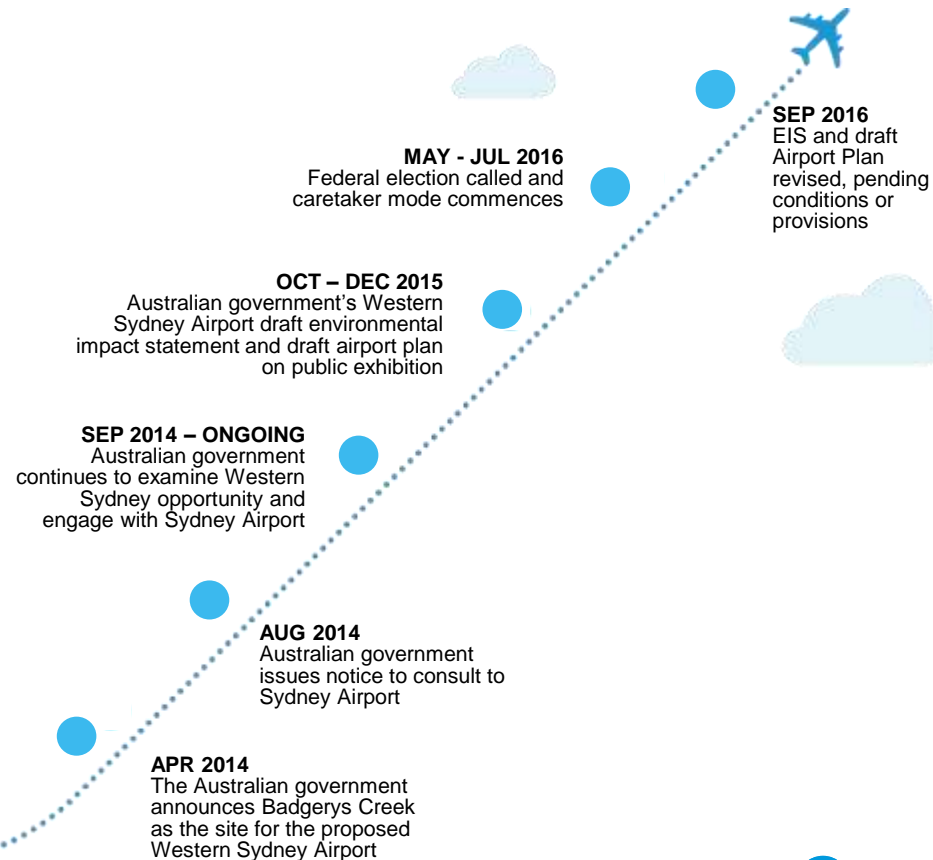 SEP 2016
EIS and draft
Airport Plan
revised, pending
conditions or
provisions
MAY - JUL 2016
Federal election called and
caretaker mode commences
OCT – DEC 2015
Australian government’s Western
Sydney Airport draft environmental
impact statement and draft airport plan
on public exhibition
SEP 2014 – ONGOING
Australian government
continues to examine Western
Sydney opportunity and
engage with Sydney Airport
AUG 2014
Australian government
issues notice to consult to
Sydney Airport
APR 2014
The Australian government
announces Badgerys Creek
as the site for the proposed
Western Sydney Airport